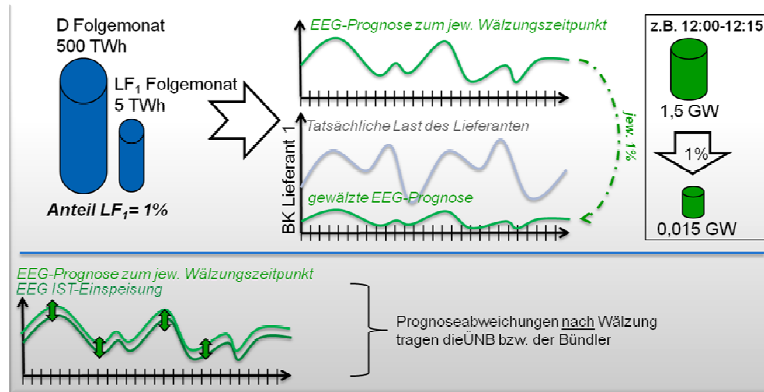 D Folgemonat
500 TWh
LF1 Folgemonat
5 TWh
Anteil LF1= 1%
EEG-Prognose zum jew. Wälzungszeitpunkt
BK Lieferant 1
Tatsächliche Last des Lieferanten
gewälzte EEG-Prognose
jew. 1%
z.B. 12:00-12:15
1,5 GW
1%
0,015 GW
EEG-Prognose zum jew. Wälzungszeitpunkt
EEG IST-Einspeisung
Prognoseabweichungen nach Wälzung
tragen dieÜNB bzw. der Bündler